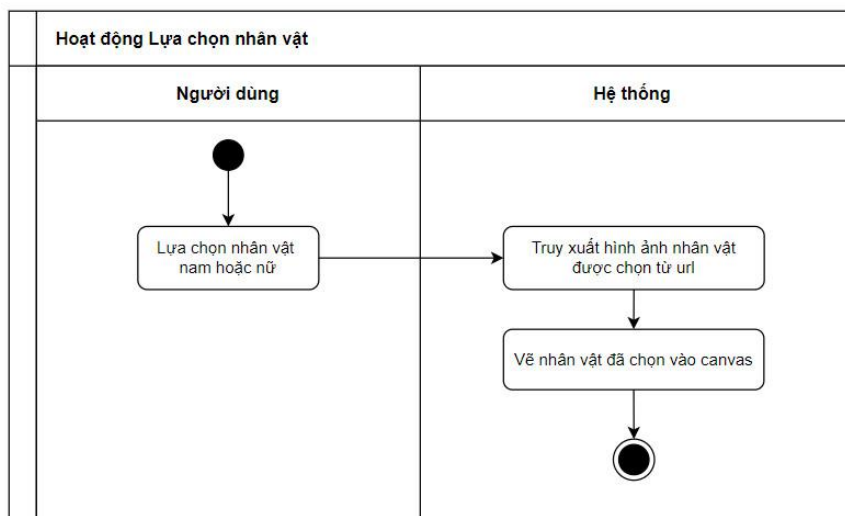 Hoạt động Lựa chọn nhân vật
Người dùng
Hệ thống
Lựa chọn nhân vật
nam hoặc nữ
Truy xuất hình ảnh nhân vật
được chọn từ url
Vẽ nhân vật đã chọn vào canvas